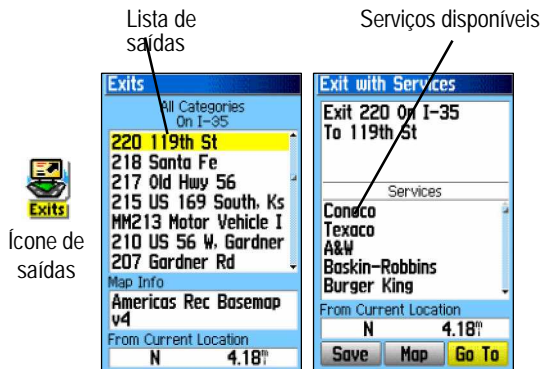 Lista de
saídas
Serviços disponíveis
Exits
All Categories
On I-35
220 119th St
218 Santa Fe
217 Old Hwy 56
215 US 169 South, Ks
MM213 Motor Vehicle I
210 US 56 W, Gardner
207 Gardner Rd
Map Info
Americas Rec Basemap
v4
From Current Location
N 4.18m
Exit with Services
Exit 220 On I-35
To 119th St
Services
Conoco
Texaco
A&W
Baskin-Robbins
Burger King
From Current Location
N 4.18m
Save Map Go To
Exits
Ícone de
saídas